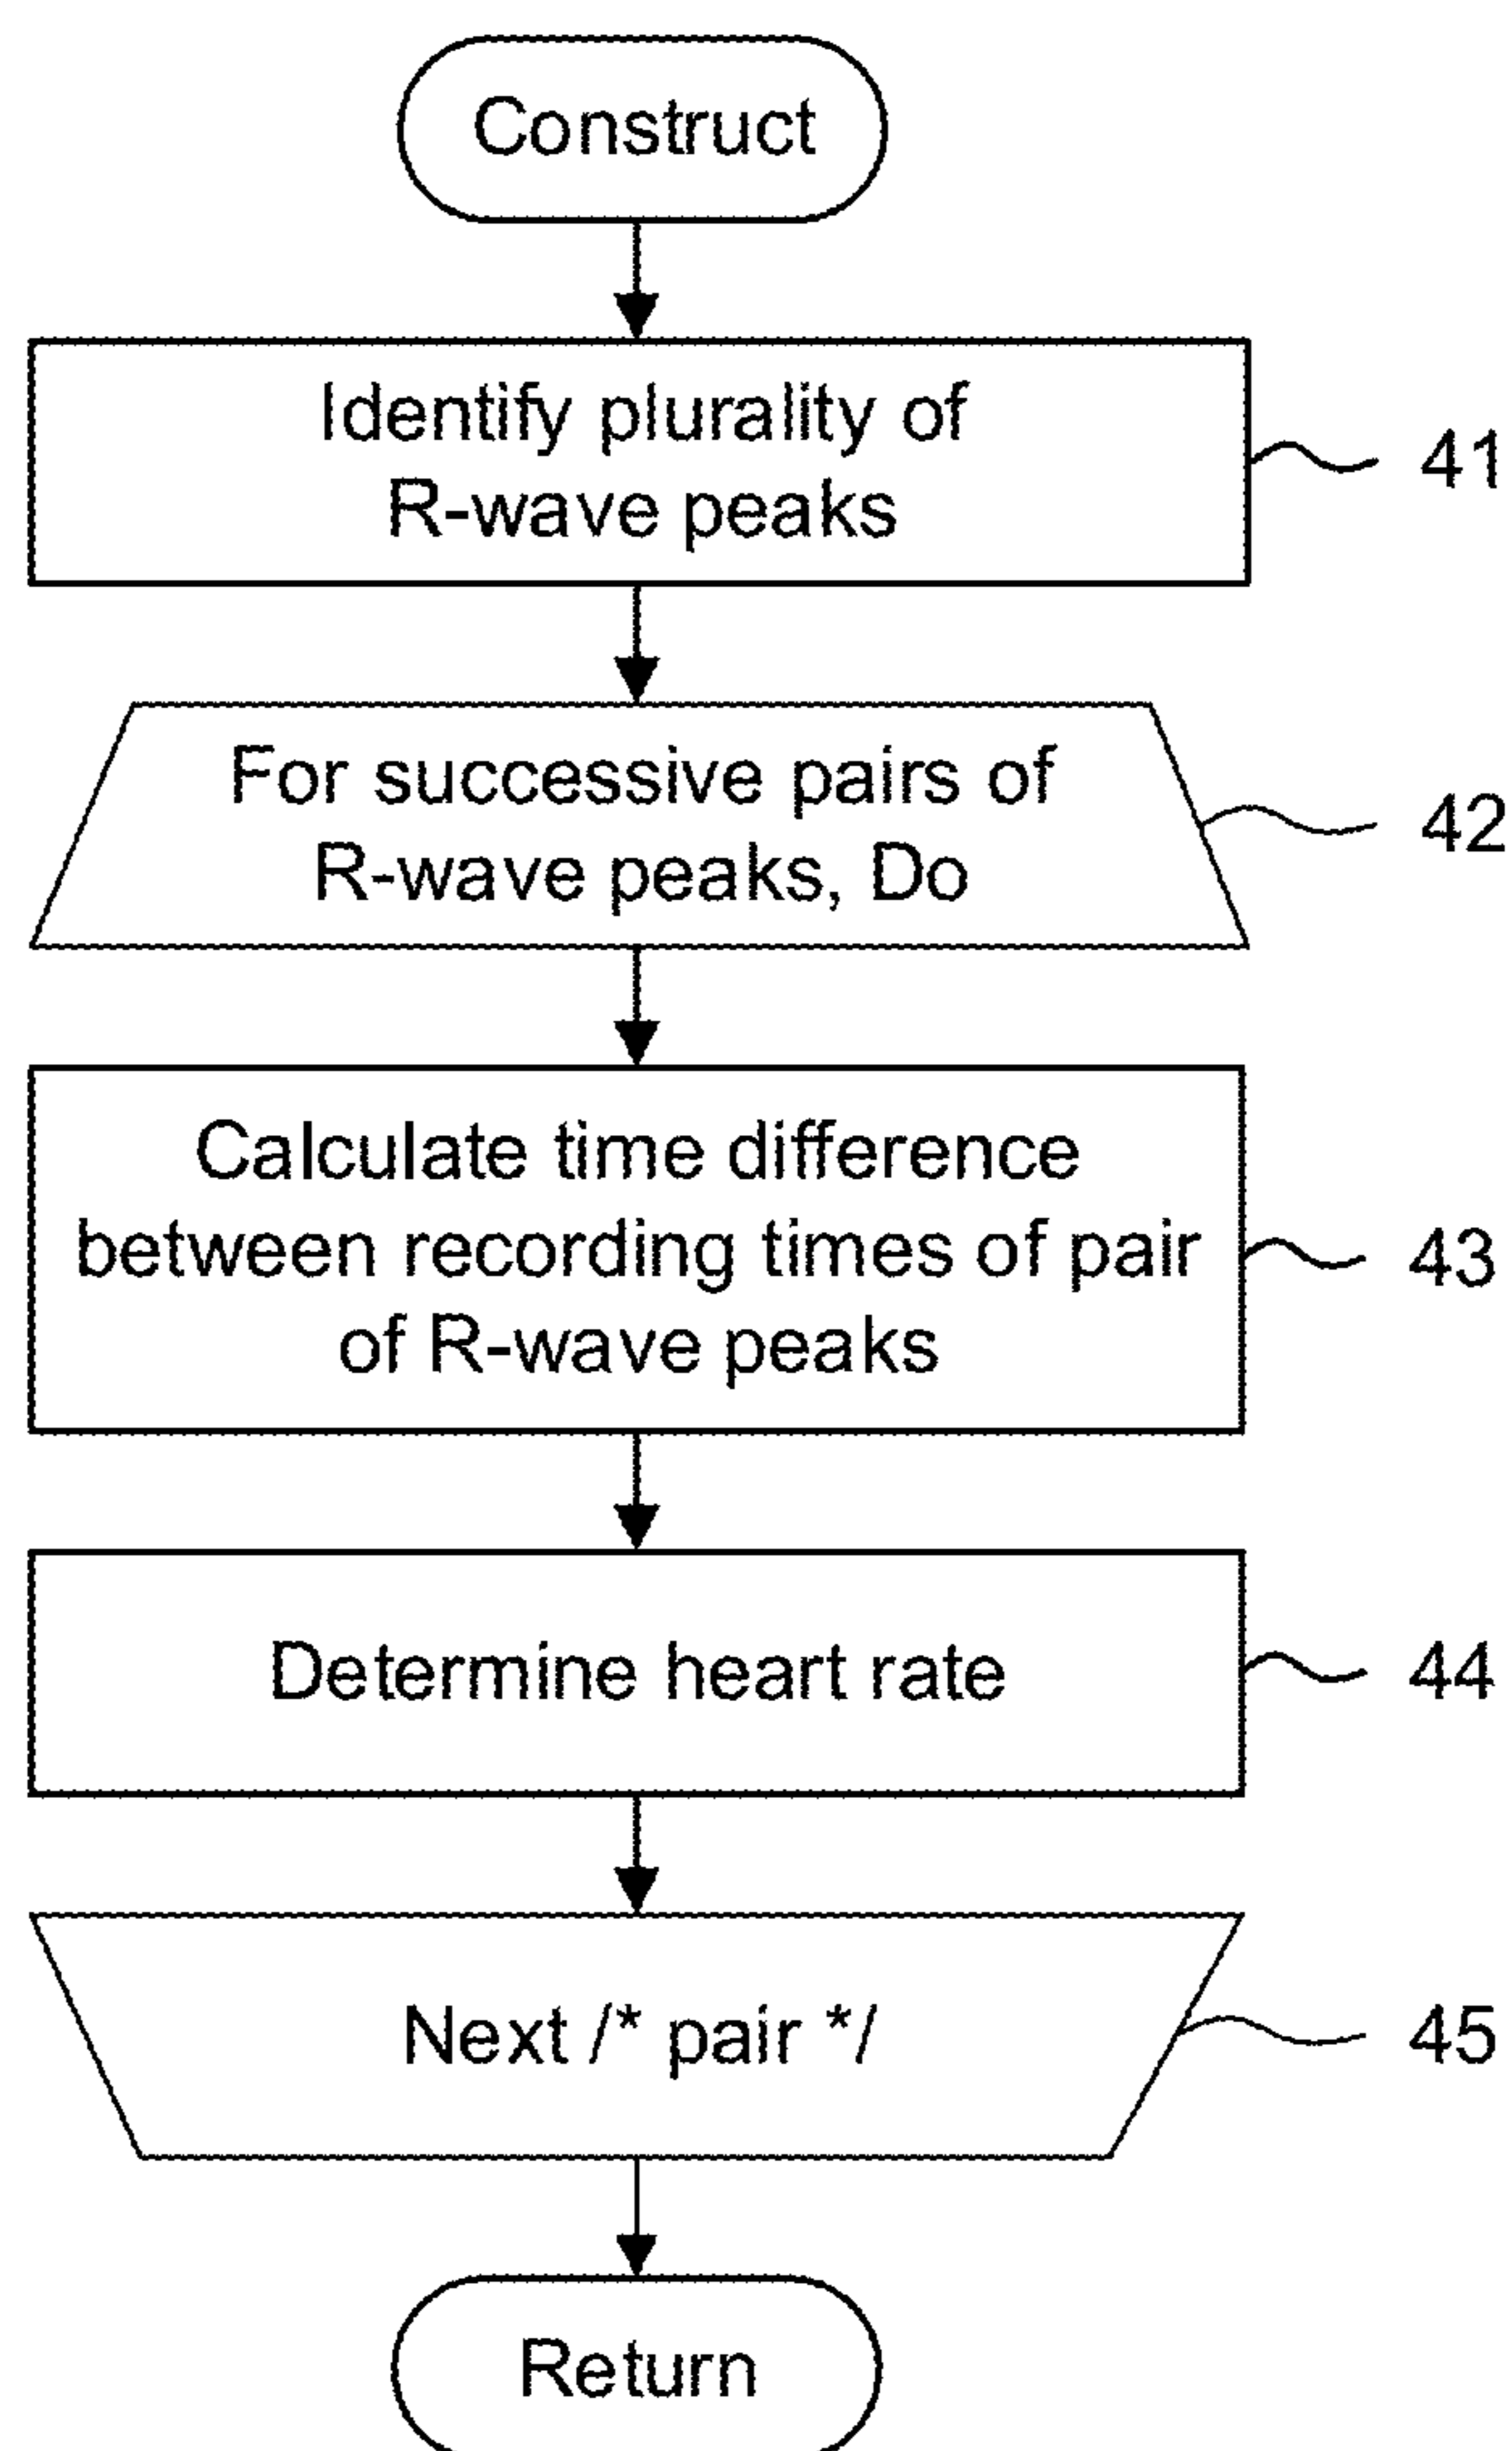 Construct
Identify plurality of
R-wave peaks
41
For successive pairs of
R-wave peaks, Do
42
Calculate time difference
between recording times of pair
of R-wave peaks
43
Determine heart rate
44
Next /* pair */
45
Return